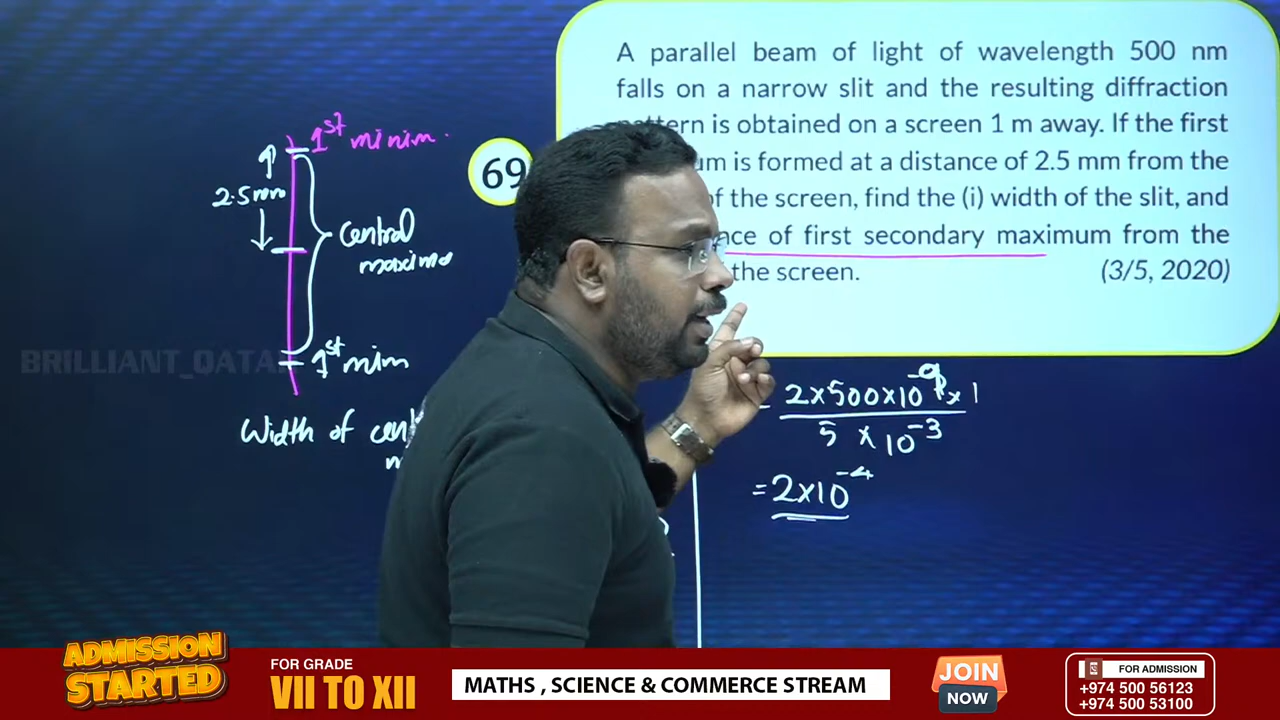 A parallel beam of light of wavelength 500 nm
falls on a narrow slit and the resulting diffraction
is obtained on a screen 1 m away. If the first
is formed at a distance of 2.5 mm from the
of the screen, find the (i) width of the slit, and
of first secondary maximum from the
the screen. (3/5, 2020)
69
1st minim.
2.5mm
Central
maxima
1st mim
Width of
= 2×500×10-9 × 1
5 × 10-3
= 2×10-4
BRILLIANT_QATA
ADMISSION
STARTED
FOR GRADE
VII TO XII
MATHS , SCIENCE & COMMERCE STREAM
JOIN
NOW
FOR ADMISSION
+974 500 56123
+974 500 53100